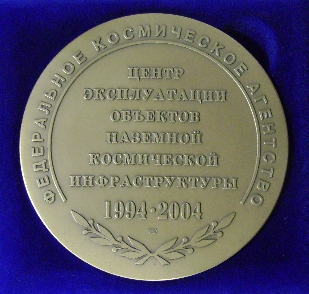 ФЕДЕРАЛЬНОЕ КОСМИЧЕСКОЕ АГЕНТСТВО
ЦЕНТР
ЭКСПЛУАТАЦИИ
ОБЪЕКТОВ
НАЗЕМНОЙ
КОСМИЧЕСКОЙ
ИНФРАСТРУКТУРЫ
1994·2004